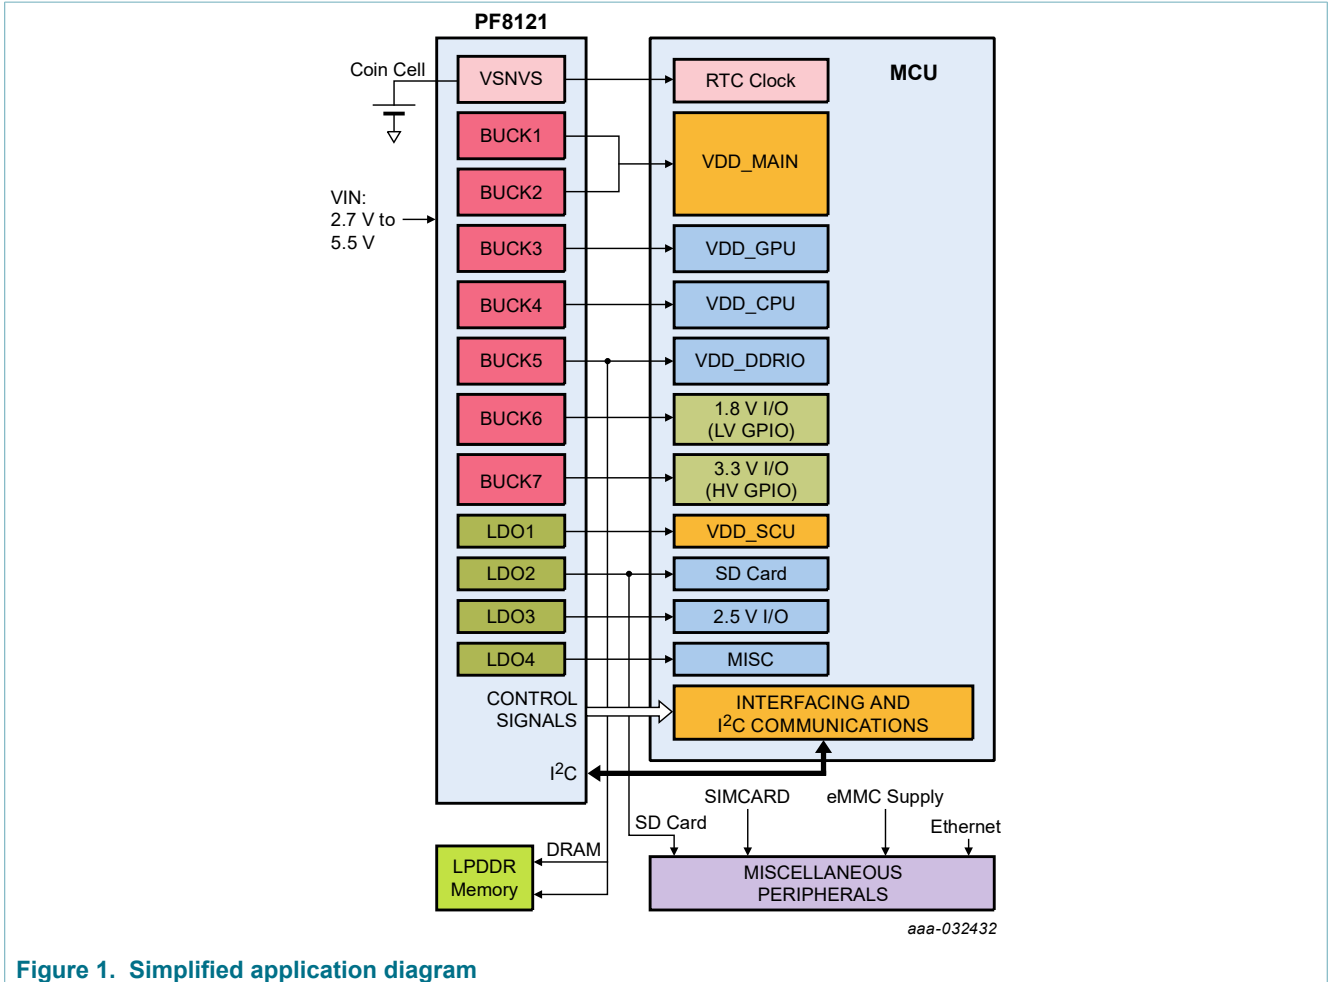 PF8121
MCU
Coin Cell
VSNVS
RTC Clock
BUCK1
VDD_MAIN
BUCK2
VIN:
2.7 V to
5.5 V
BUCK3
VDD_GPU
BUCK4
VDD_CPU
BUCK5
VDD_DDRIO
BUCK6
1.8 V I/O
(LV GPIO)
BUCK7
3.3 V I/O
(HV GPIO)
LDO1
VDD_SCU
LDO2
SD Card
LDO3
2.5 V I/O
LDO4
MISC
CONTROL
SIGNALS
INTERFACING AND
I²C COMMUNICATIONS
I²C
SIMCARD
eMMC Supply
SD Card
Ethernet
DRAM
LPDDR
Memory
MISCELLANEOUS
PERIPHERALS
aaa-032432
Figure 1. Simplified application diagram